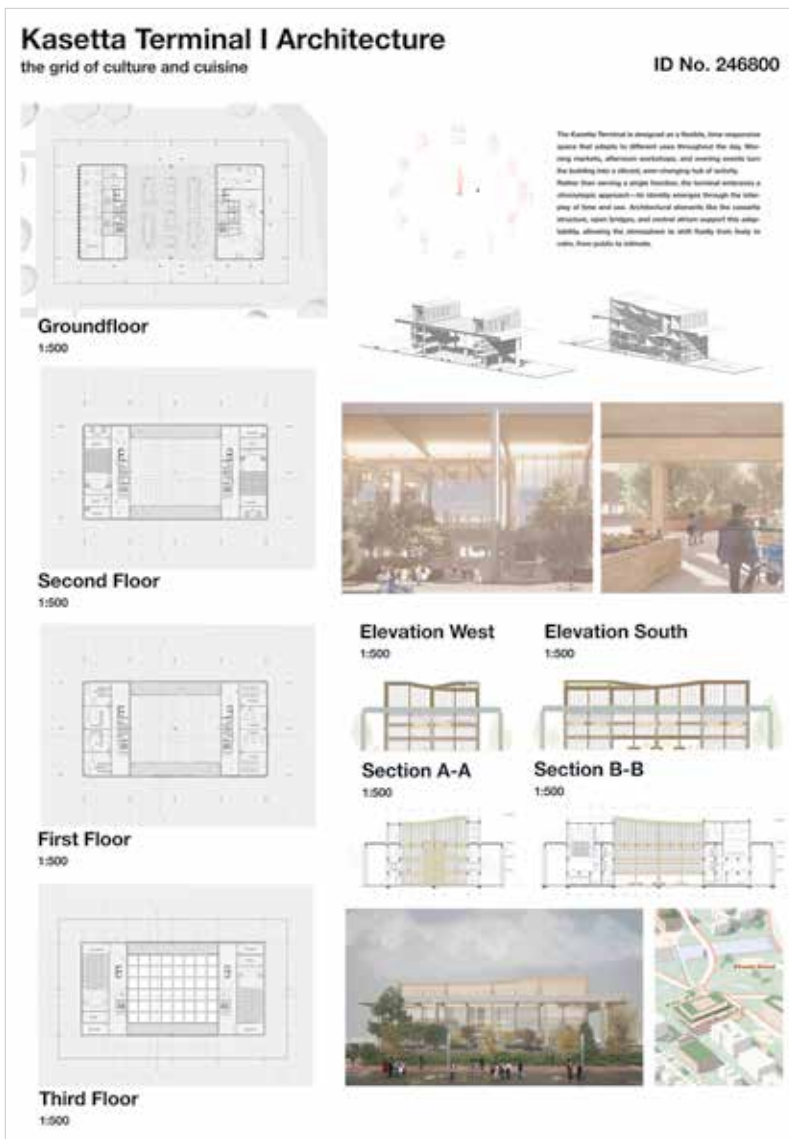 Kasetta Terminal I Architecture
the grid of culture and cuisine
ID No. 246800
The Kasetta Terminal is designed as a flexible, time-responsive
space that adapts to different uses throughout the day. Mor-
ning markets, afternoon workshops, and evening events turn
the building into a vibrant, ever-changing hub of activity.
Rather than serving a single function, the terminal embraces a
chronotopic approach—its identity emerges through the inter-
play of time and use. Architectural elements like the cassette
structure, open bridges, and central atrium support this adap-
tability, allowing the atmosphere to shift fluidly from lively to
calm, from public to intimate.
Groundfloor
1:500
Second Floor
1:500
First Floor
1:500
Third Floor
1:500
Elevation West
1:500
Elevation South
1:500
Section A-A
1:500
Section B-B
1:500